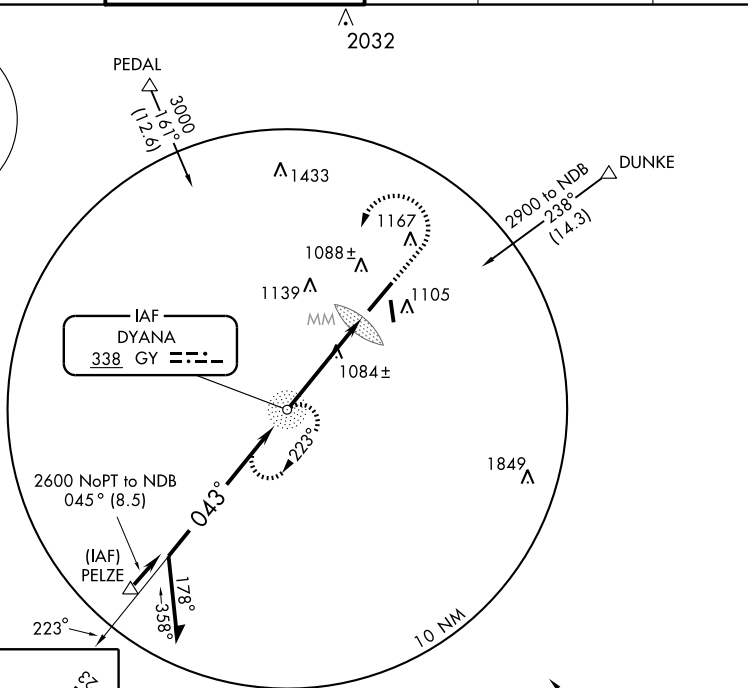 2032
PEDAL
3000
161°
(12.6)
DUNKE
2900 to NDB
238°
(14.3)
1433
1167
1088±
1139
1105
MM
IAF
DYANA
338 GY
1084±
223°
1849
2600 NoPT to NDB
045° (8.5)
043°
(IAF)
PELZE
178°
358°
223°
10 NM
23